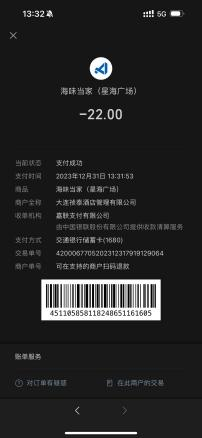 13:32
5G
海味当家（星海广场）
-22.00
当前状态 支付成功
支付时间 2023年12月31日 13:31:53
商品 海味当家（星海广场）
商户全称 大连祯泰酒店管理有限公司
收单机构 嘉联支付有限公司
由中国银联股份有限公司提供收款清算服务
支付方式 交通银行储蓄卡(1680)
交易单号 4200067705202312317919129064
商户单号 可在支持的商户扫码退款
451105858118248651161605
账单服务
对订单有疑惑 在此商户的交易